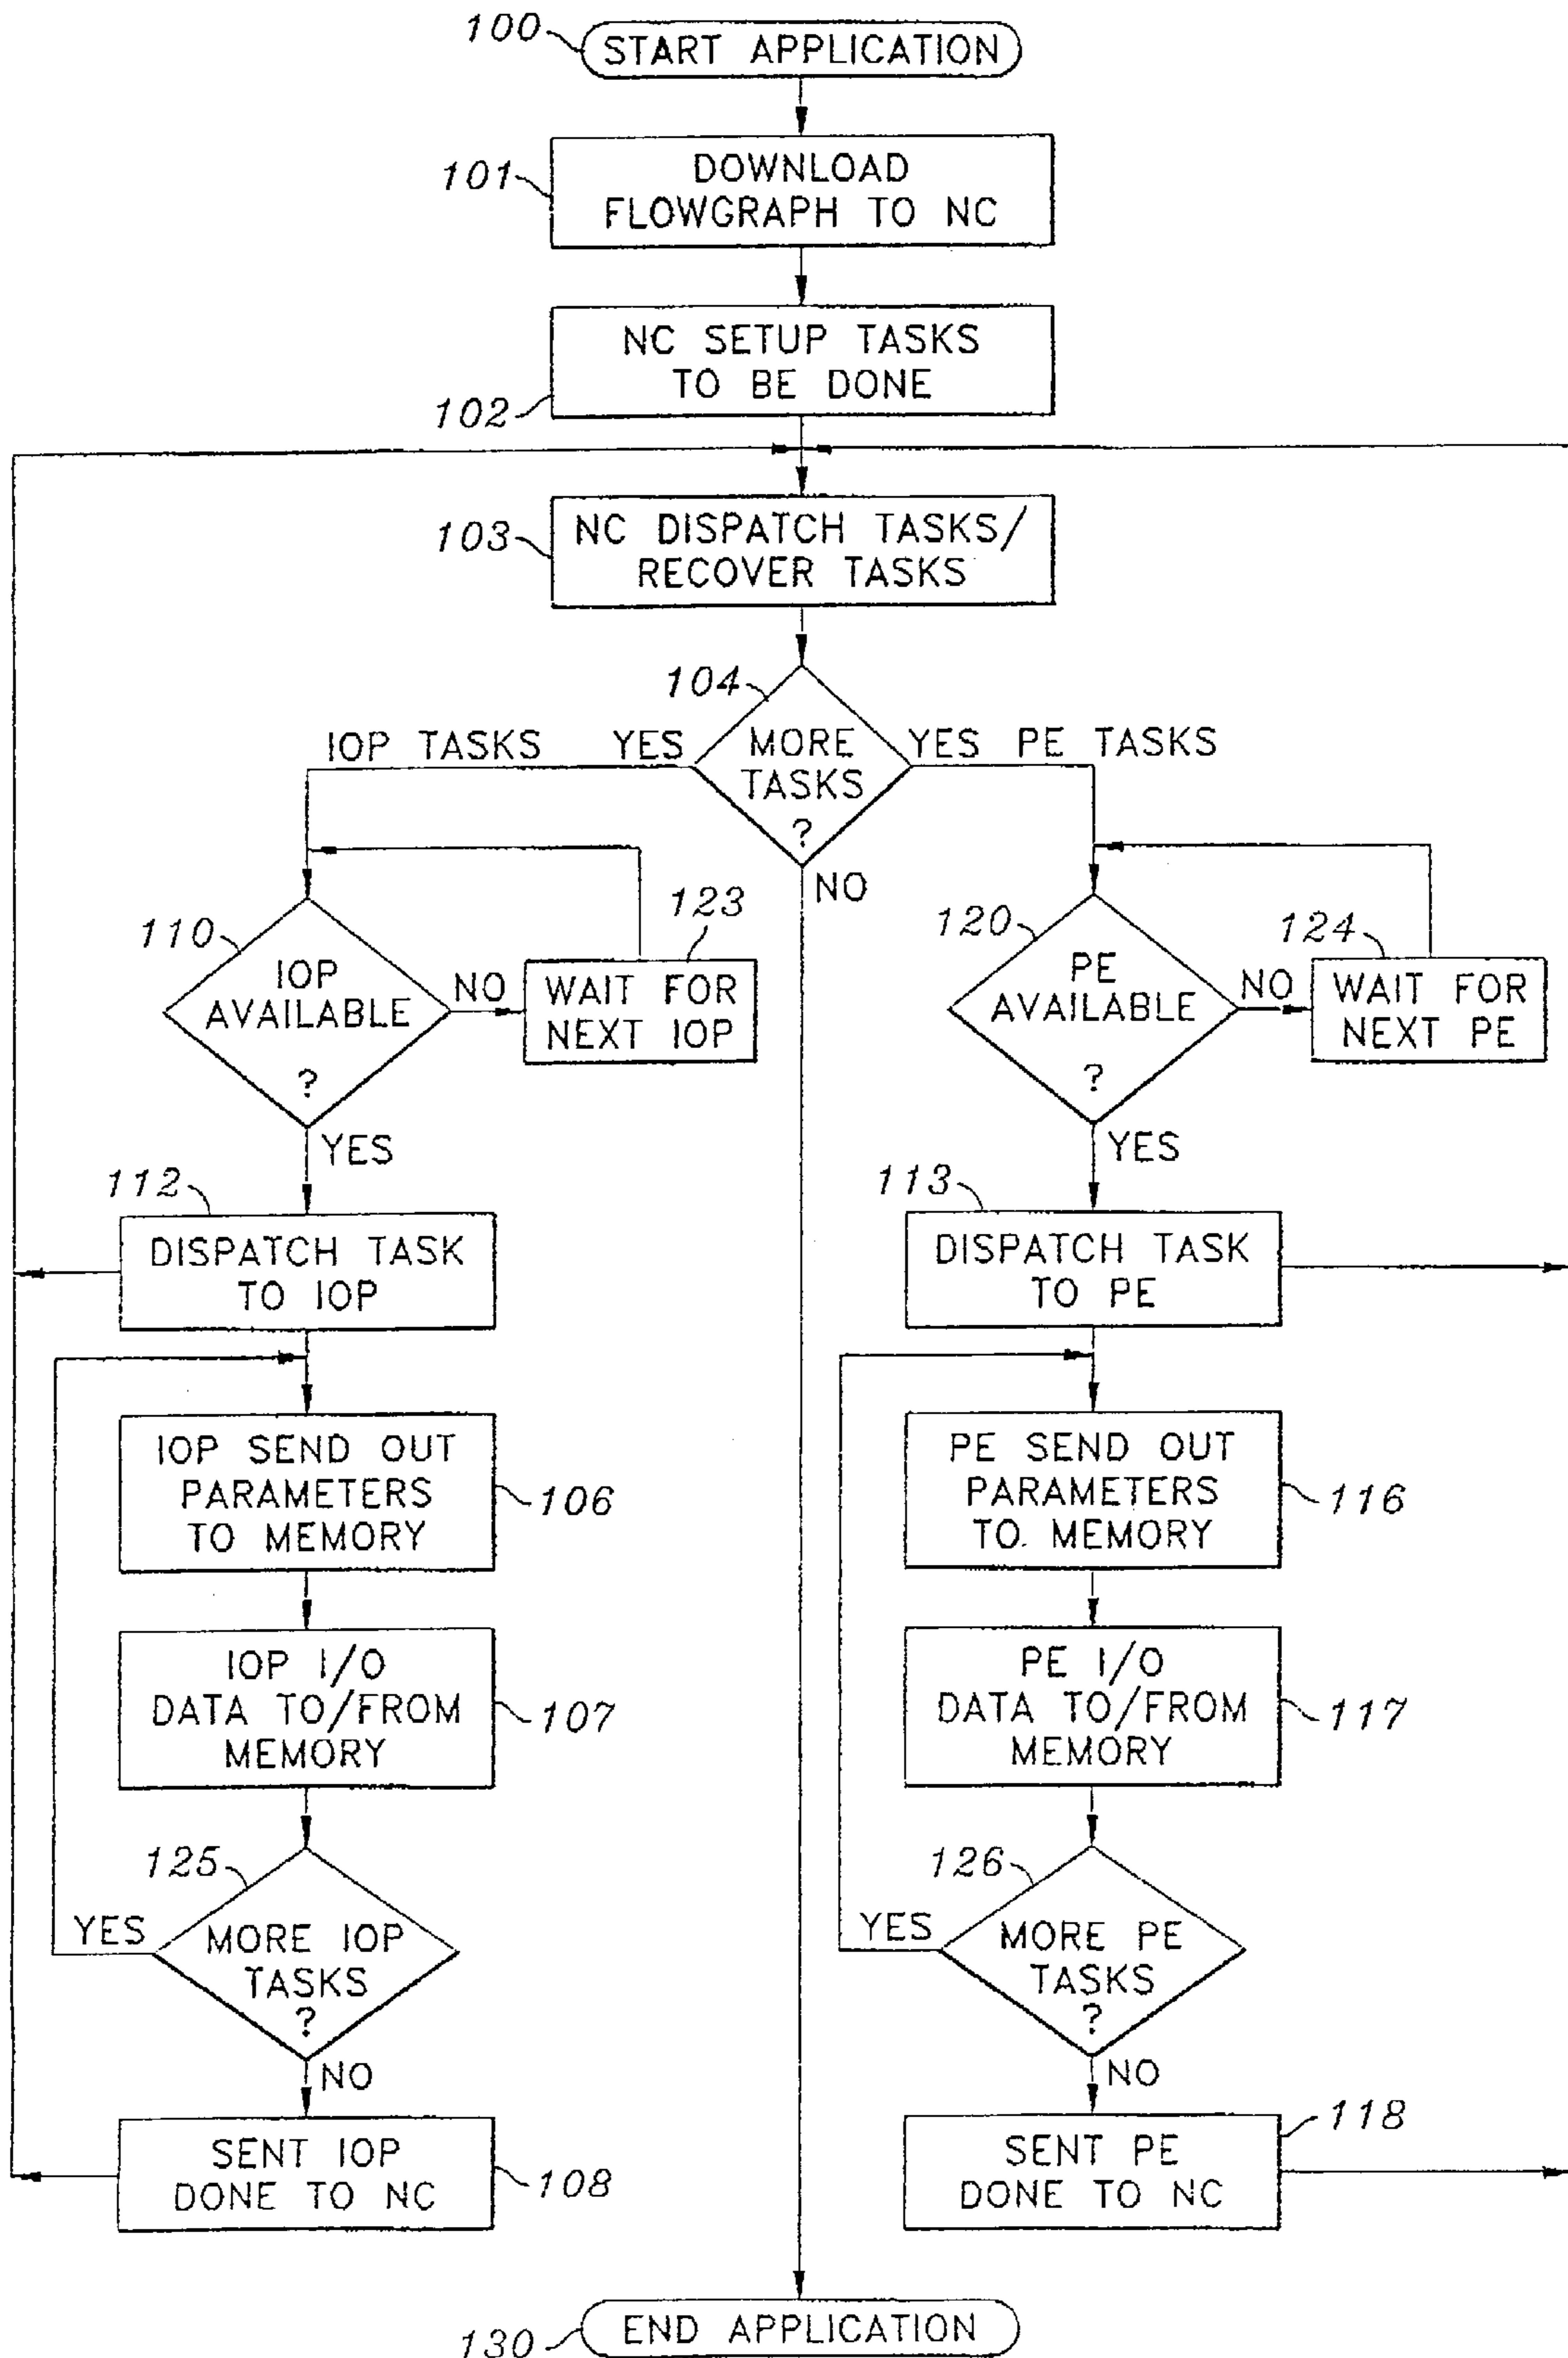 100
START APPLICATION
101
DOWNLOAD
FLOWGRAPH TO NC
NC SETUP TASKS
TO BE DONE
102
103
NC DISPATCH TASKS/
RECOVER TASKS
104
IOP TASKS YES
MORE
TASKS
?
YES PE TASKS
NO
110
IOP
AVAILABLE
?
NO
123
WAIT FOR
NEXT IOP
120
PE
AVAILABLE
?
NO
124
WAIT FOR
NEXT PE
YES
YES
112
DISPATCH TASK
TO IOP
113
DISPATCH TASK
TO PE
IOP SEND OUT
PARAMETERS
TO MEMORY
106
PE SEND OUT
PARAMETERS
TO MEMORY
116
IOP I/O
DATA TO/FROM
MEMORY
107
PE I/O
DATA TO/FROM
MEMORY
117
125
YES
MORE IOP
TASKS
?
NO
126
YES
MORE PE
TASKS
?
NO
SENT IOP
DONE TO NC
108
SENT PE
DONE TO NC
118
130
END APPLICATION